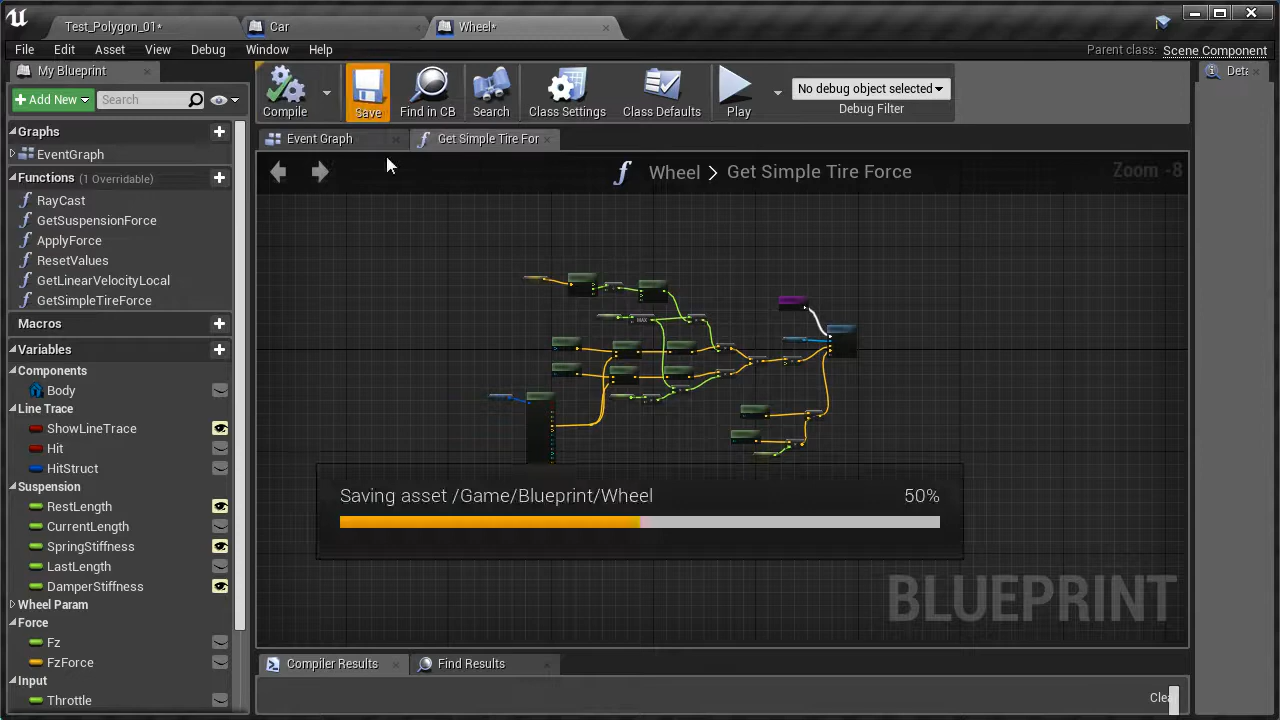 Test_Polygon_01*
Car
Wheel*
File Edit Asset View Debug Window Help
Parent class: Scene Component
My Blueprint
Add New
Search
Compile
Save
Find in CB
Search
Class Settings
Class Defaults
Play
No debug object selected
Debug Filter
Event Graph
Get Simple Tire For
Wheel > Get Simple Tire Force
Zoom -8
Graphs
EventGraph
Functions (1 Overridable)
RayCast
GetSuspensionForce
ApplyForce
ResetValues
GetLinearVelocityLocal
GetSimpleTireForce
Macros
Variables
Components
Body
Line Trace
ShowLineTrace
Hit
HitStruct
Suspension
RestLength
CurrentLength
SpringStiffness
LastLength
DamperStiffness
Wheel Param
Force
Fz
FzForce
Input
Throttle
MAX
Saving asset /Game/Blueprint/Wheel 50%
BLUEPRINT
Compiler Results
Find Results